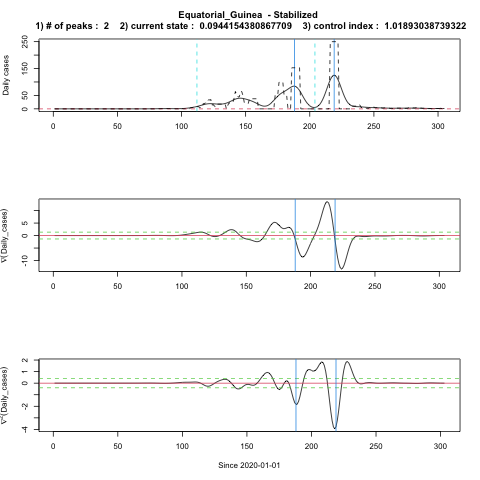 Equatorial_Guinea - Stabilized
1) # of peaks : 2 2) current state : 0.0944154380867709 3) control index : 1.01893038739322
Daily cases
0 50 150 250
0 50 100 150 200 250 300
∇(Daily_cases)
-10 0 5
0 50 100 150 200 250 300
∇²(Daily_cases)
-4 -2 0 1 2
0 50 100 150 200 250 300
Since 2020-01-01